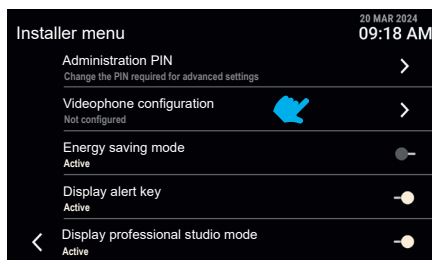 20 MAR 2024
Installer menu
09:18 AM
Administration PIN
Change the PIN required for advanced settings
Videophone configuration
Not configured
Energy saving mode
Active
Display alert key
Active
Display professional studio mode
Active